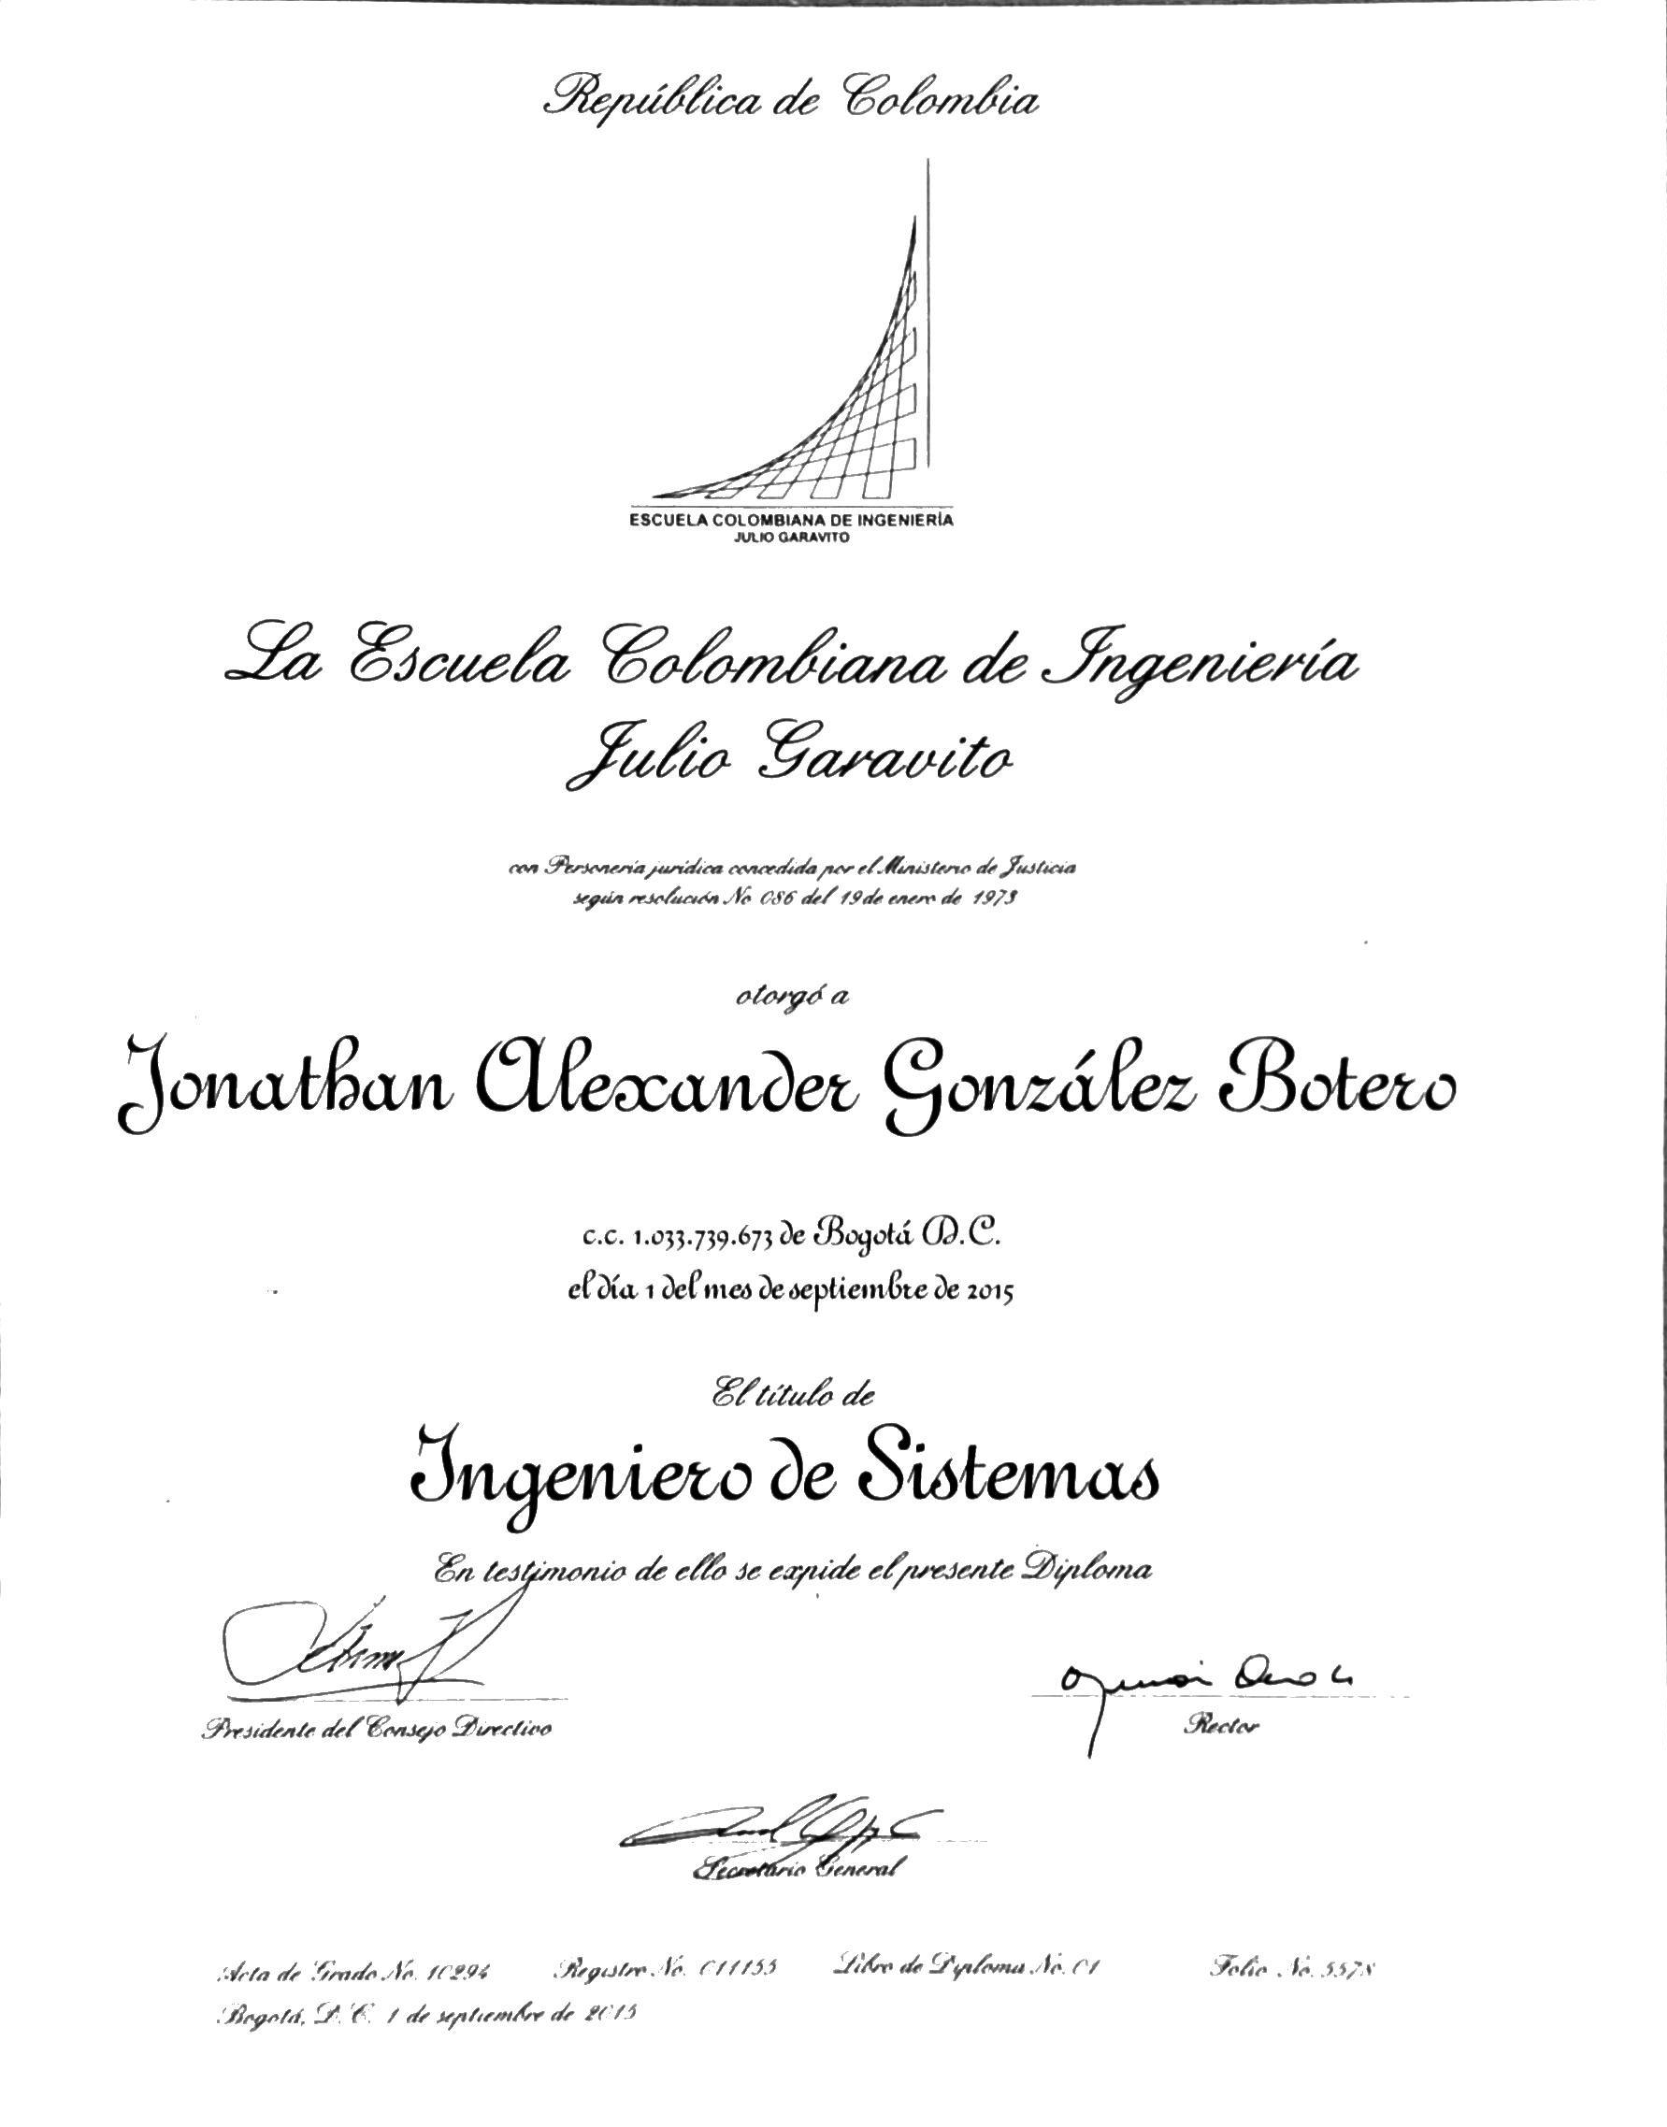 República de Colombia
ESCUELA COLOMBIANA DE INGENIERÍA
JULIO GARAVITO
La Escuela Colombiana de Ingeniería
Julio Garavito
con Personería jurídica concedida por el Ministerio de Justicia
según resolución No 086 del 19 de enero de 1973
otorgó a
Jonathan Alexander González Botero
c.c. 1.033.739.673 de Bogotá D.C.
el día 1 del mes de septiembre de 2015
El título de
Ingeniero de Sistemas
En testimonio de ello se expide el presente Diploma
Presidente del Consejo Directivo
Rector
Secretario General
Acta de Grado No. 10294 Registro No. 011155 Libro de Diploma No. 01 Folio No. 5578
Bogotá, D. C. 1 de septiembre de 2015